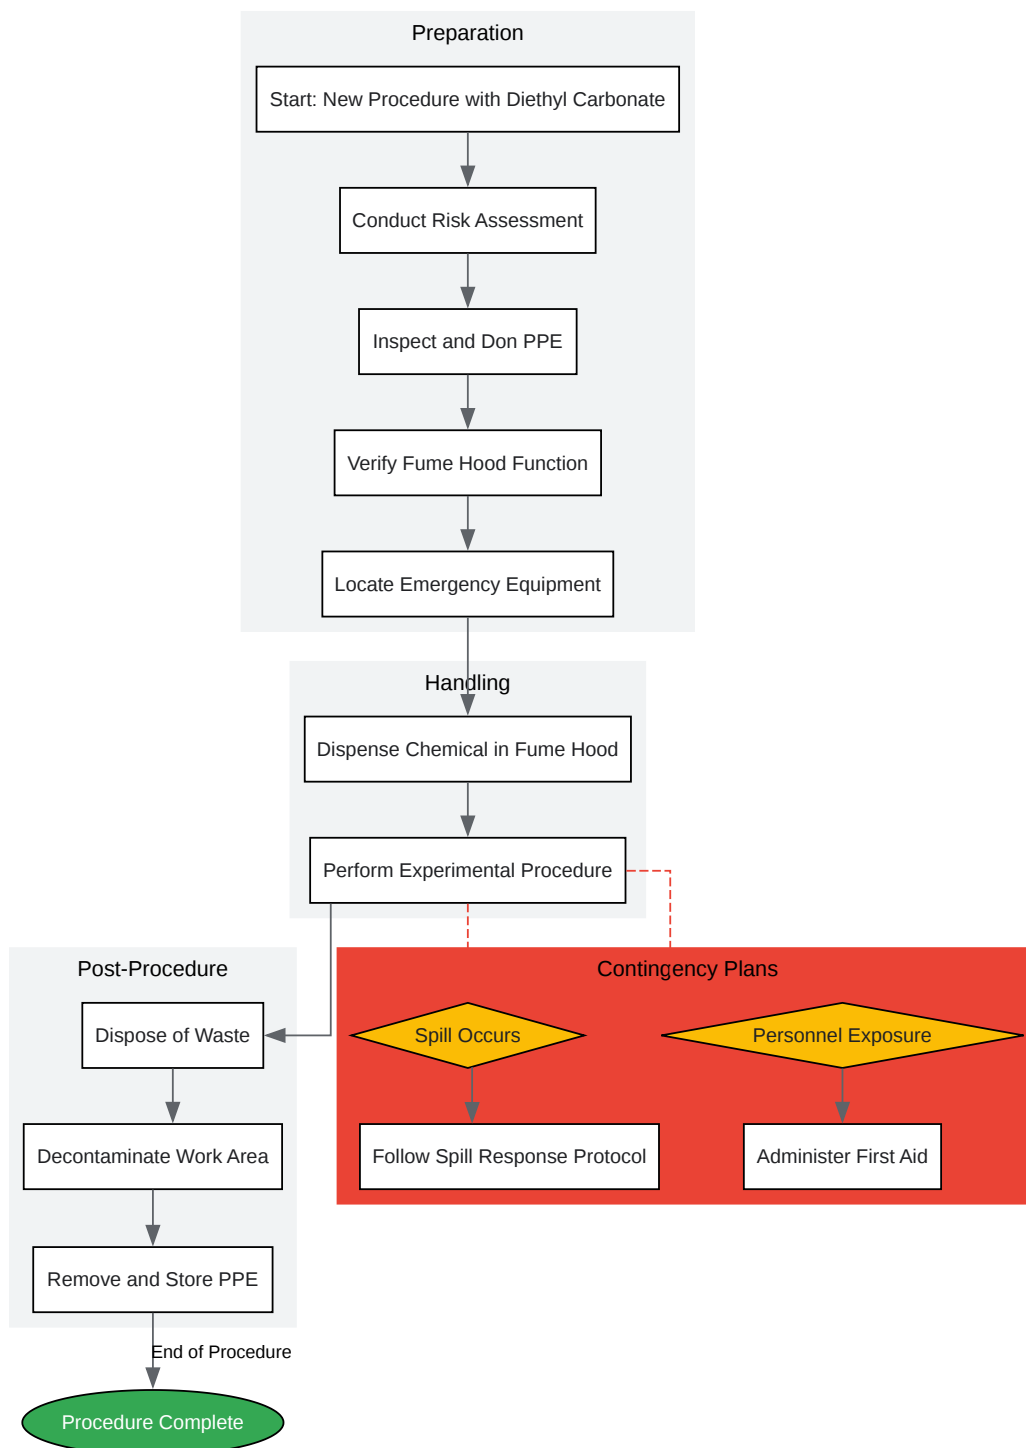 Preparation
Start: New Procedure with Diethyl Carbonate
Conduct Risk Assessment
Inspect and Don PPE
Verify Fume Hood Function
Locate Emergency Equipment
Handling
Dispense Chemical in Fume Hood
Perform Experimental Procedure
Post-Procedure
Dispose of Waste
Decontaminate Work Area
Remove and Store PPE
Contingency Plans
Spill Occurs
Personnel Exposure
Follow Spill Response Protocol
Administer First Aid
End of Procedure
Procedure Complete